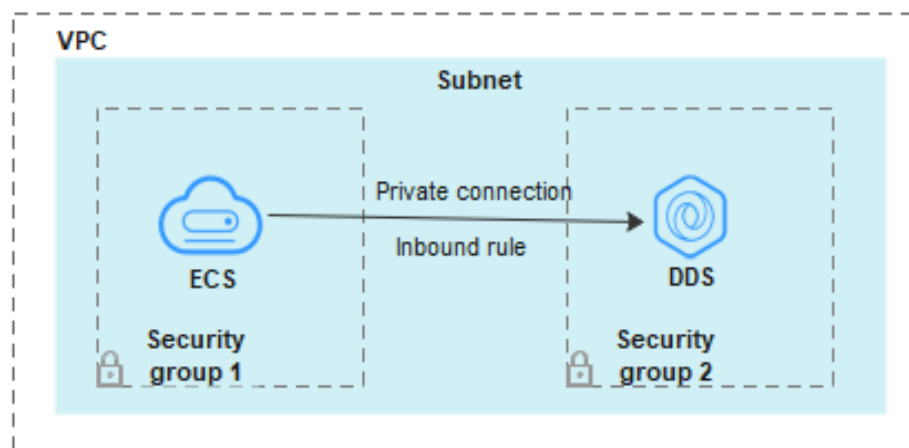 VPC
Subnet
Private connection
Inbound rule
ECS
DDS
Security
group 1
Security
group 2